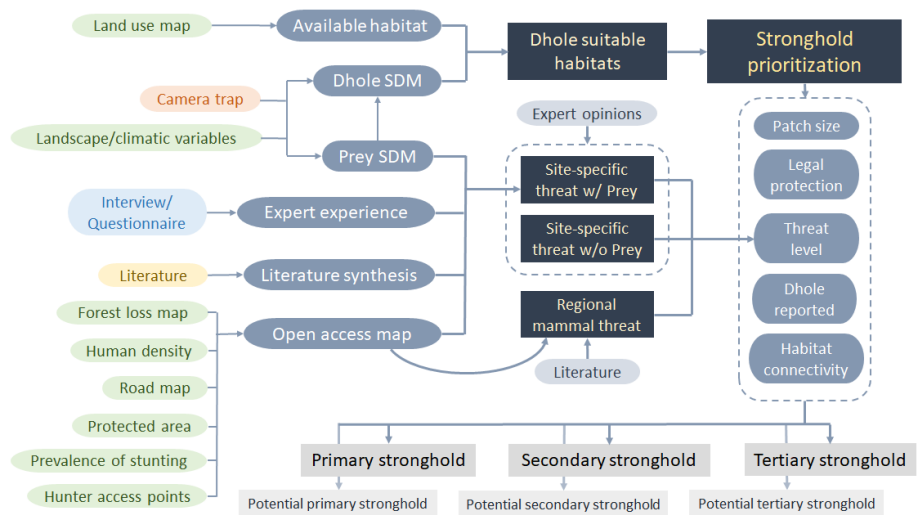 Land use map
Available habitat
Dhole suitable
habitats
Stronghold
prioritization
Dhole SDM
Camera trap
Landscape/climatic variables
Prey SDM
Expert opinions
Patch size
Legal
protection
Site-specific
threat w/ Prey
Interview/
Questionnaire
Expert experience
Site-specific
threat w/o Prey
Threat
level
Literature
Literature synthesis
Dhole
reported
Forest loss map
Open access map
Regional
mammal threat
Habitat
connectivity
Human density
Literature
Road map
Protected area
Prevalence of stunting
Hunter access points
Primary stronghold
Secondary stronghold
Tertiary stronghold
Potential primary stronghold
Potential secondary stronghold
Potential tertiary stronghold